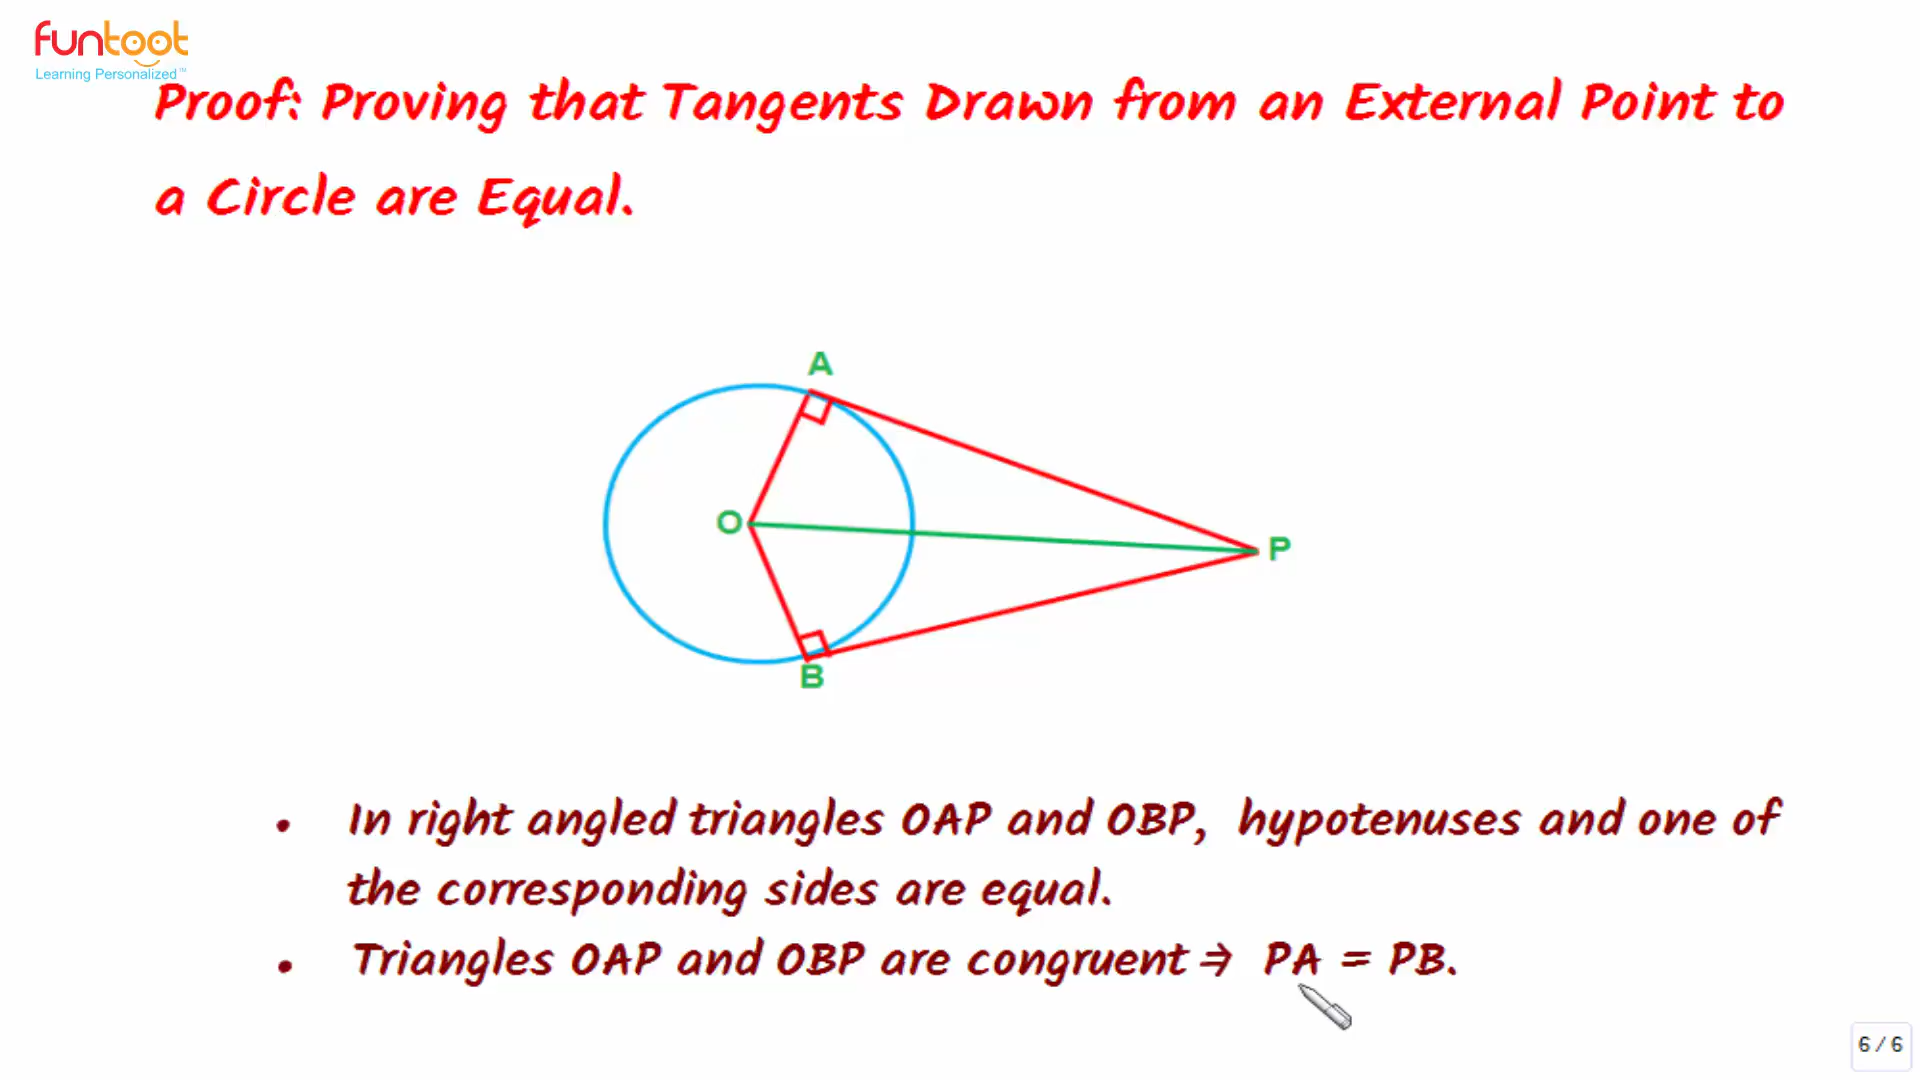 funtoot
Learning Personalized™
Proof: Proving that Tangents Drawn from an External Point to
a Circle are Equal.
A
O
P
B
• In right angled triangles OAP and OBP, hypotenuses and one of
the corresponding sides are equal.
• Triangles OAP and OBP are congruent ⇒ PA = PB.
6 / 6